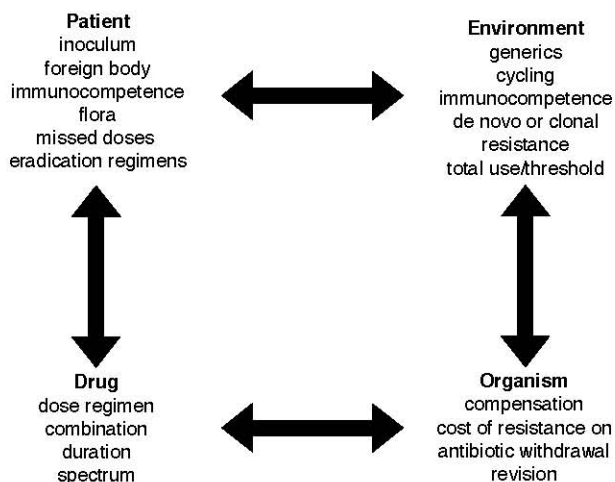 Patient
inoculum
foreign body
immunocompetence
flora
missed doses
eradication regimens
Environment
generics
cycling
immunocompetence
de novo or clonal
resistance
total use/threshold
Drug
dose regimen
combination
duration
spectrum
Organism
compensation
cost of resistance on
antibiotic withdrawal
revision